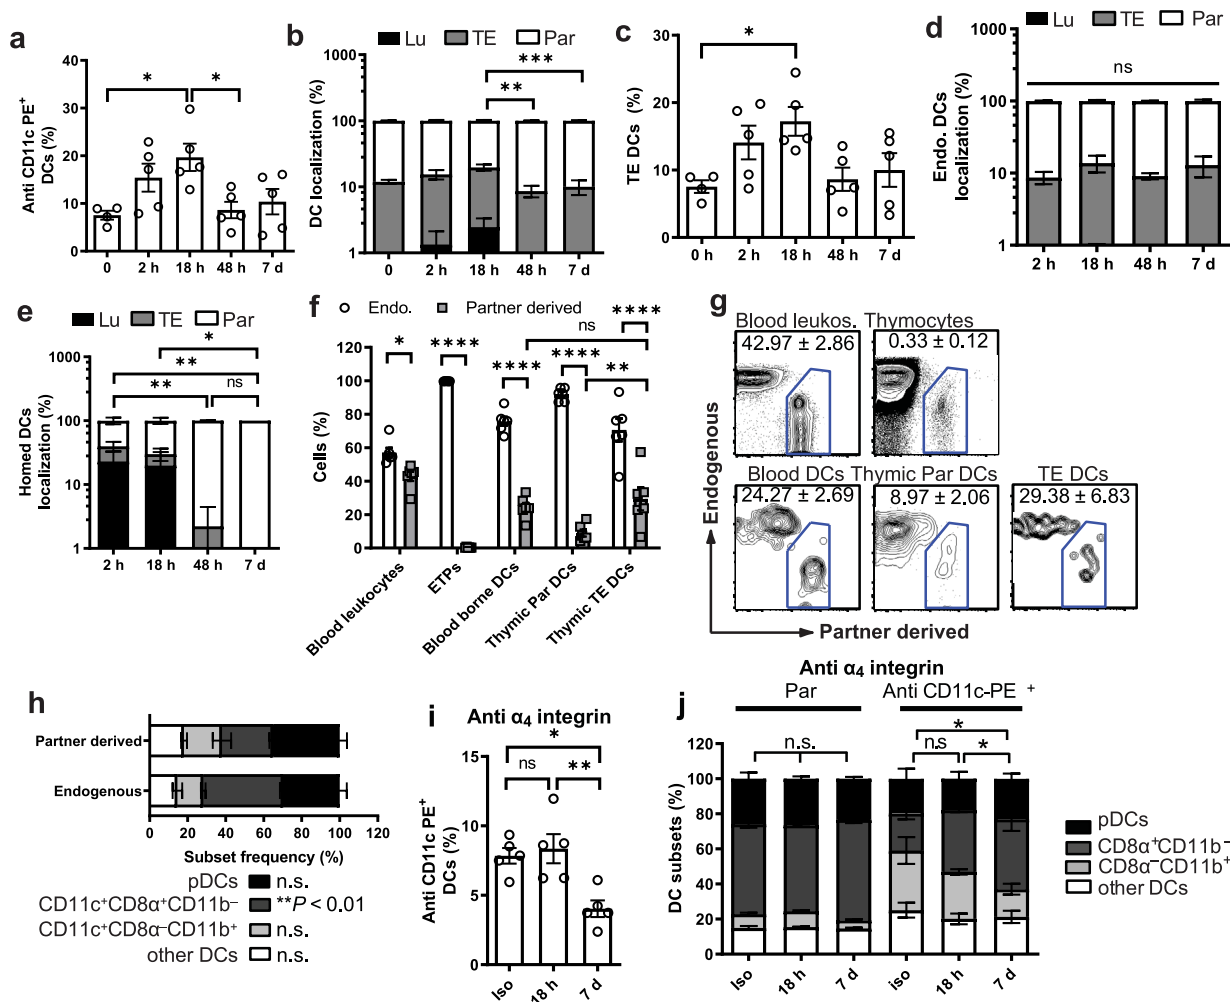 a
Anti CD11c PE⁺
DCs (%)
40
30
20
10
0
* *
0 2 h 18 h 48 h 7 d
b
Lu TE Par
DC localization (%)
1000
100
10
1
***
**
0 2 h 18 h 48 h 7 d
c
TE DCs (%)
30
20
10
0
*
0 h 2 h 18 h 48 h 7 d
d
Lu TE Par
Endo. DCs
localization (%)
1000
100
10
1
ns
2 h 18 h 48 h 7 d
e
Lu TE Par
Homed DCs
localization (%)
1000
100
10
1
*
**
** ns
2 h 18 h 48 h 7 d
f
Endo. Partner derived
Cells (%)
120
100
80
60
40
20
0
****
ns
* **** **** **** **
Blood leukocytes
ETPs
Blood borne DCs
Thymic Par DCs
Thymic TE DCs
g
Blood leukos. Thymocytes
42.97 ± 2.86 0.33 ± 0.12
Blood DCs Thymic Par DCs TE DCs
24.27 ± 2.69 8.97 ± 2.06 29.38 ± 6.83
Endogenous
Partner derived
h
Partner derived
Endogenous
0 20 40 60 80 100 120
Subset frequency (%)
pDCs n.s.
CD11c⁺CD8α⁺CD11b⁻ **P < 0.01
CD11c⁺CD8α⁻CD11b⁺ n.s.
other DCs n.s.
i
Anti α₄ integrin
Anti CD11c PE⁺
DCs (%)
15
10
5
0
*
ns **
Iso 18 h 7 d
j
Anti α₄ integrin
Par Anti CD11c-PE ⁺
DC subsets (%)
120
100
80
60
40
20
0
n.s. *
n.s *
Iso 18 h 7 d iso 18 h 7 d
pDCs
CD8α⁺CD11b⁻
CD8α⁻CD11b⁺
other DCs